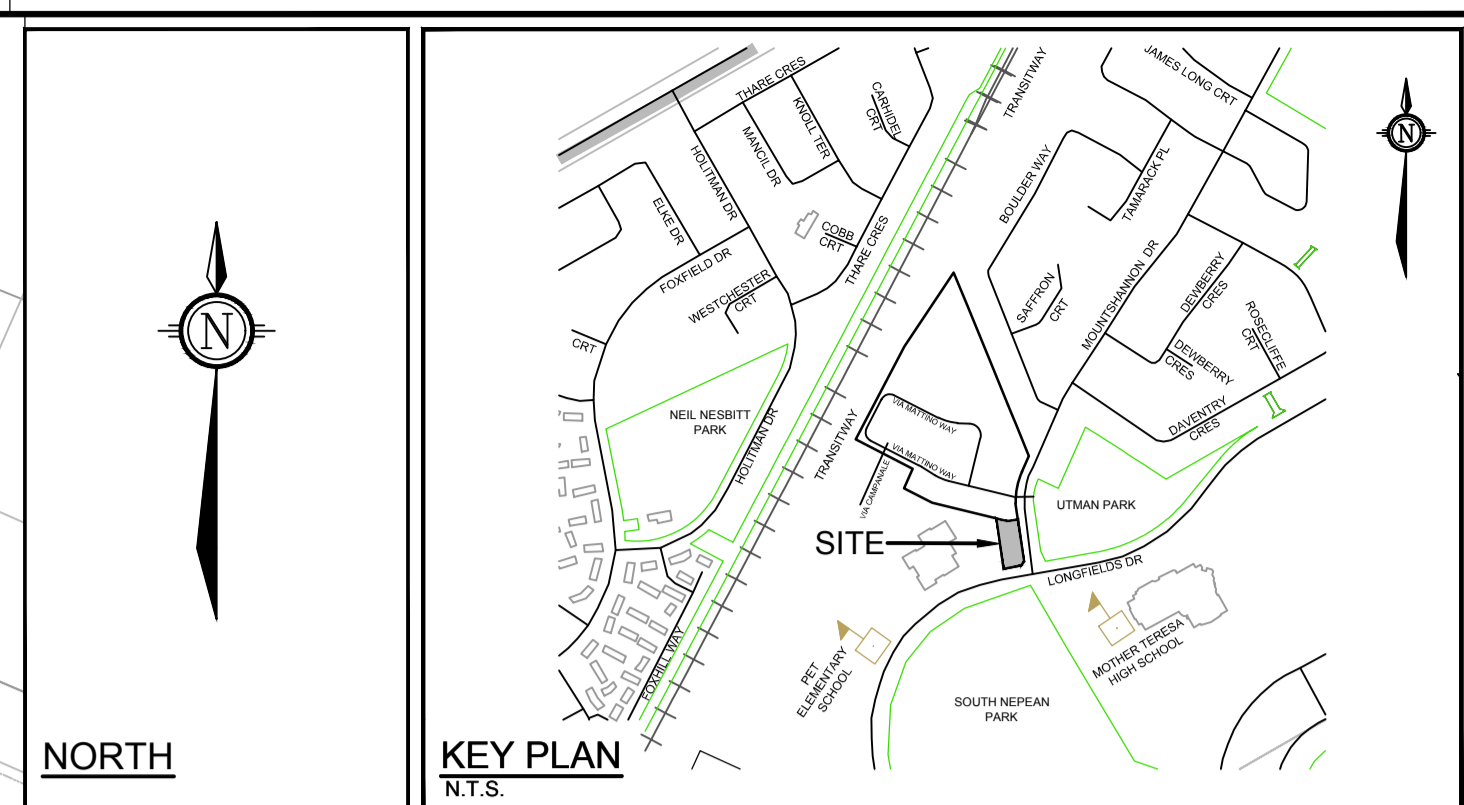 N
NORTH
THARE CRES
KNOLL TER
MANCIL DR
CARHIDEL
CRT
HOLITMAN DR
ELKE DR
FOXFIELD DR
WESTCHESTER
CRT
COBB
CRT
THARE CRES
CRT
NEIL NESBITT
PARK
HOLITMAN DR
FOXHILL WAY
TRANSITWAY
TRANSITWAY
JAMES LONG CRT
BOULDER WAY
TAMARACK PL
SAFFRON
CRT
MOUNTSHANNON DR
DEWBERRY
CRES
DEWBERRY
CRES
ROSECLIFFE
CRT
DAVENTRY
CRES
VIA MATTINO WAY
VIA MATTINO WAY
VIA CAMPANALE
UTMAN PARK
SITE
LONGFIELDS DR
PET
ELEMENTARY
SCHOOL
MOTHER TERESA
HIGH SCHOOL
SOUTH NEPEAN
PARK
N
KEY PLAN
N.T.S.